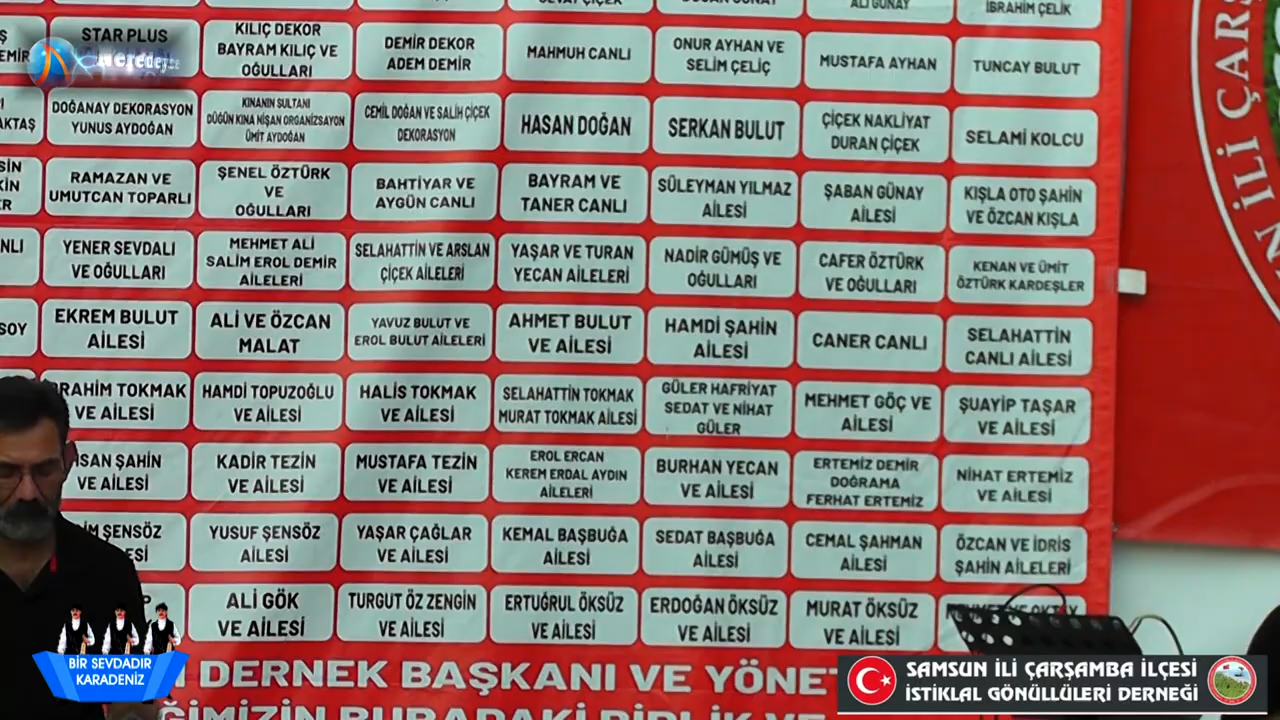 ALİ GÜNAY
İBRAHİM ÇELİK
STAR PLUS
KILIÇ DEKOR
BAYRAM KILIÇ VE
OĞULLARI
DEMİR DEKOR
ADEM DEMİR
MAHMUH CANLI
ONUR AYHAN VE
SELİM ÇELİÇ
MUSTAFA AYHAN
TUNCAY BULUT
DOĞANAY DEKORASYON
YUNUS AYDOĞAN
KINANIN SULTANI
DÜĞÜN KINA NİŞAN ORGANİZSAYON
ÜMİT AYDOĞAN
CEMİL DOĞAN VE SALİH ÇİÇEK
DEKORASYON
HASAN DOĞAN
SERKAN BULUT
ÇİÇEK NAKLİYAT
DURAN ÇİÇEK
SELAMİ KOLCU
RAMAZAN VE
UMUTCAN TOPARLI
ŞENEL ÖZTÜRK
VE
OĞULLARI
BAHTİYAR VE
AYGÜN CANLI
BAYRAM VE
TANER CANLI
SÜLEYMAN YILMAZ
AİLESİ
ŞABAN GÜNAY
AİLESİ
KIŞLA OTO ŞAHİN
VE ÖZCAN KIŞLA
YENER SEVDALI
VE OĞULLARI
MEHMET ALİ
SALİM EROL DEMİR
AİLELERİ
SELAHATTİN VE ARSLAN
ÇİÇEK AİLELERİ
YAŞAR VE TURAN
YECAN AİLELERİ
NADİR GÜMÜŞ VE
OĞULLARI
CAFER ÖZTÜRK
VE OĞULLARI
KENAN VE ÜMİT
ÖZTÜRK KARDEŞLER
SOY
EKREM BULUT
AİLESİ
ALİ VE ÖZCAN
MALAT
YAVUZ BULUT VE
EROL BULUT AİLELERİ
AHMET BULUT
VE AİLESİ
HAMDİ ŞAHİN
AİLESİ
CANER CANLI
SELAHATTİN
CANLI AİLESİ
BRAHİM TOKMAK
VE AİLESİ
HAMDİ TOPUZOĞLU
VE AİLESİ
HALİS TOKMAK
VE AİLESİ
SELAHATTİN TOKMAK
MURAT TOKMAK AİLESİ
GÜLER HAFRİYAT
SEDAT VE NİHAT
GÜLER
MEHMET GÖÇ VE
AİLESİ
ŞUAYİP TAŞAR
VE AİLESİ
SAN ŞAHİN
VE AİLESİ
KADİR TEZİN
VE AİLESİ
MUSTAFA TEZİN
VE AİLESİ
EROL ERCAN
KEREM ERDAL AYDIN
AİLELERİ
BURHAN YECAN
VE AİLESİ
ERTEMİZ DEMİR
DOĞRAMA
FERHAT ERTEMİZ
NİHAT ERTEMİZ
VE AİLESİ
İM ŞENSÖZ
AİLESİ
YUSUF ŞENSÖZ
AİLESİ
YAŞAR ÇAĞLAR
VE AİLESİ
KEMAL BAŞBUĞA
AİLESİ
SEDAT BAŞBUĞA
AİLESİ
CEMAL ŞAHMAN
AİLESİ
ÖZCAN VE İDRİS
ŞAHİN AİLELERİ
ALİ GÖK
VE AİLESİ
TURGUT ÖZ ZENGİN
VE AİLESİ
ERTUĞRUL ÖKSÜZ
VE AİLESİ
ERDOĞAN ÖKSÜZ
VE AİLESİ
MURAT ÖKSÜZ
VE AİLESİ
DERNEK BAŞKANI VE YÖNET
BİR SEVDADIR
KARADENİZ
SAMSUN İLİ ÇARŞAMBA İLÇESİ
İSTİKLAL GÖNÜLLÜLERİ DERNEĞİ
N İLİ ÇARŞ